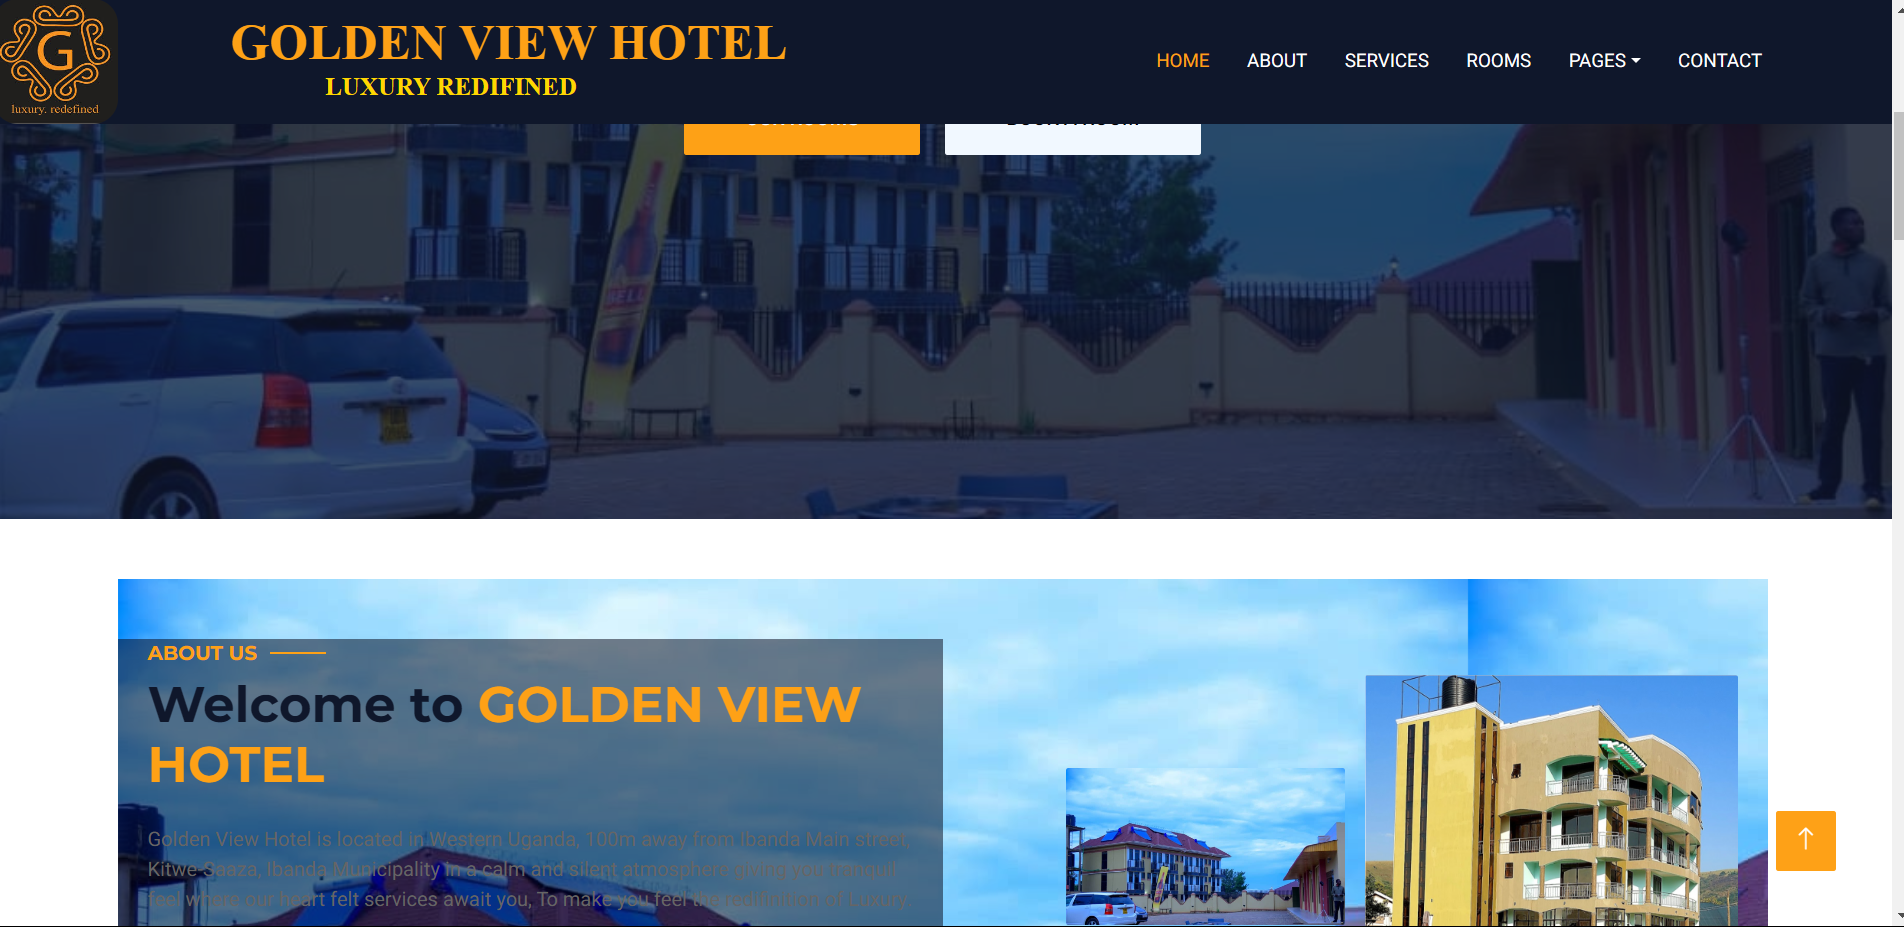 G
luxury. redefined
GOLDEN VIEW HOTEL
LUXURY REDIFINED
HOME
ABOUT
SERVICES
ROOMS
PAGES
CONTACT
BELL
ABOUT US
Welcome to GOLDEN VIEW
HOTEL
Golden View Hotel is located in Western Uganda, 100m away from Ibanda Main street,
Kitwe-Saaza, Ibanda Municipality in a calm and silent atmosphere giving you tranquil
feel where our heart felt services await you, To make you feel the redifinition of Luxury.